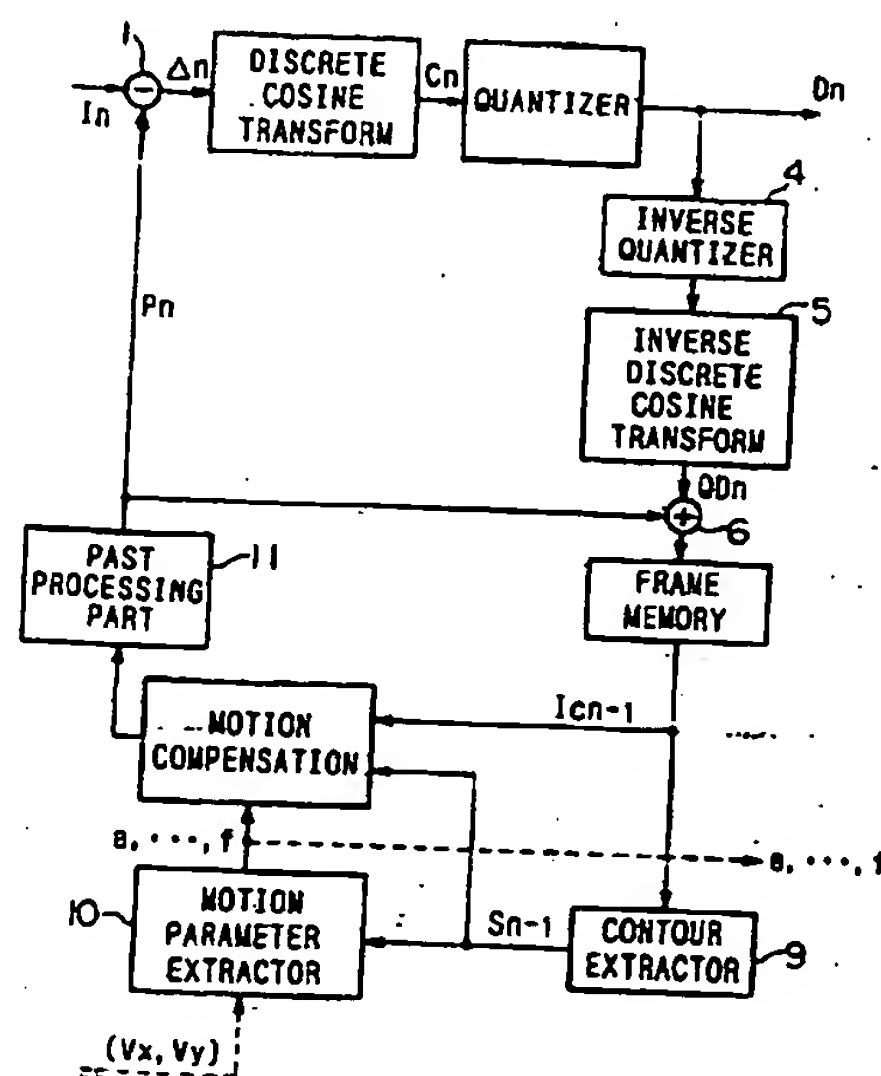 1
Δn
In
DISCRETE
COSINE
TRANSFORM
Cn
QUANTIZER
Dn
4
INVERSE
QUANTIZER
Pn
5
INVERSE
DISCRETE
COSINE
TRANSFORM
QDn
6
PAST
PROCESSING
PART
11
FRAME
MEMORY
MOTION
COMPENSATION
Icn-1
a, ···, f
a, ···, f
10
MOTION
PARAMETER
EXTRACTOR
Sn-1
CONTOUR
EXTRACTOR
9
(Vx, Vy)